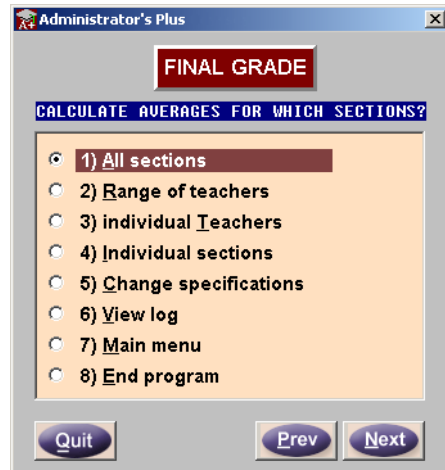 Administrator's Plus
FINAL GRADE
CALCULATE AVERAGES FOR WHICH SECTIONS?
1) All sections
2) Range of teachers
3) individual Teachers
4) Individual sections
5) Change specifications
6) View log
7) Main menu
8) End program
Quit Prev Next